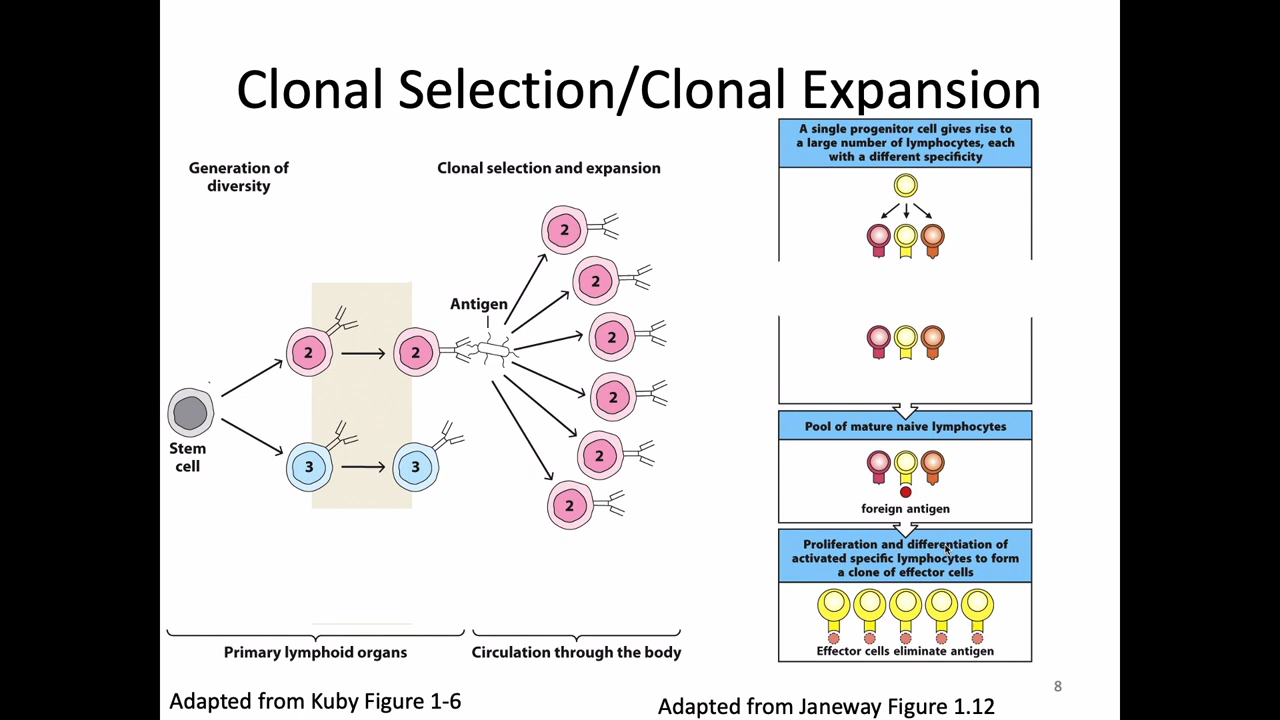 Clonal Selection/Clonal Expansion
Generation of
diversity
Clonal selection and expansion
2
2
Antigen
2
2
2
2
3
3
2
2
Stem
cell
Primary lymphoid organs
Circulation through the body
Adapted from Kuby Figure 1-6
A single progenitor cell gives rise to
a large number of lymphocytes, each
with a different specificity
Pool of mature naive lymphocytes
foreign antigen
Proliferation and differentiation of
activated specific lymphocytes to form
a clone of effector cells
Effector cells eliminate antigen
8
Adapted from Janeway Figure 1.12